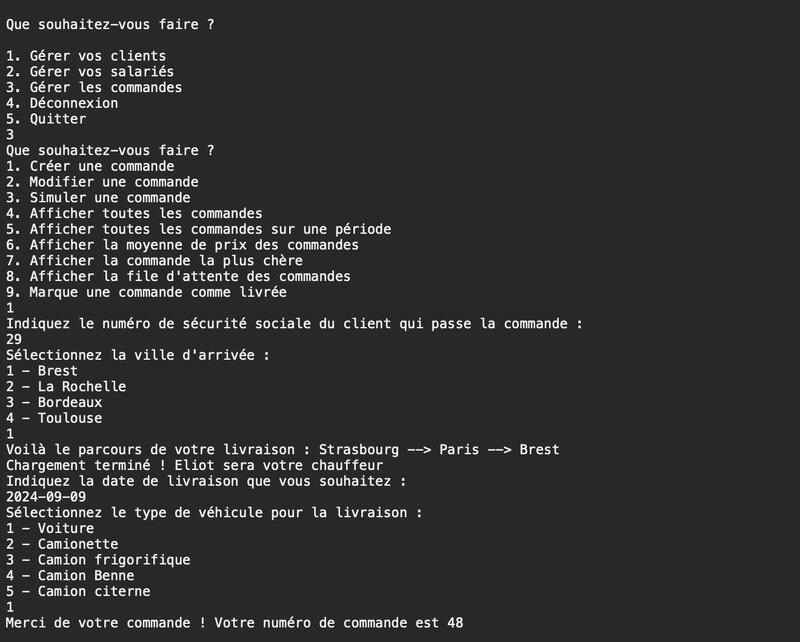 Que souhaitez-vous faire ?
1. Gérer vos clients
2. Gérer vos salariés
3. Gérer les commandes
4. Déconnexion
5. Quitter
3
Que souhaitez-vous faire ?
1. Créer une commande
2. Modifier une commande
3. Simuler une commande
4. Afficher toutes les commandes
5. Afficher toutes les commandes sur une période
6. Afficher la moyenne de prix des commandes
7. Afficher la commande la plus chère
8. Afficher la file d'attente des commandes
9. Marque une commande comme livrée
1
Indiquez le numéro de sécurité sociale du client qui passe la commande :
29
Sélectionnez la ville d'arrivée :
1 - Brest
2 - La Rochelle
3 - Bordeaux
4 - Toulouse
1
Voilà le parcours de votre livraison : Strasbourg --> Paris --> Brest
Chargement terminé ! Eliot sera votre chauffeur
Indiquez la date de livraison que vous souhaitez :
2024-09-09
Sélectionnez le type de véhicule pour la livraison :
1 - Voiture
2 - Camionette
3 - Camion frigorifique
4 - Camion Benne
5 - Camion citerne
1
Merci de votre commande ! Votre numéro de commande est 48